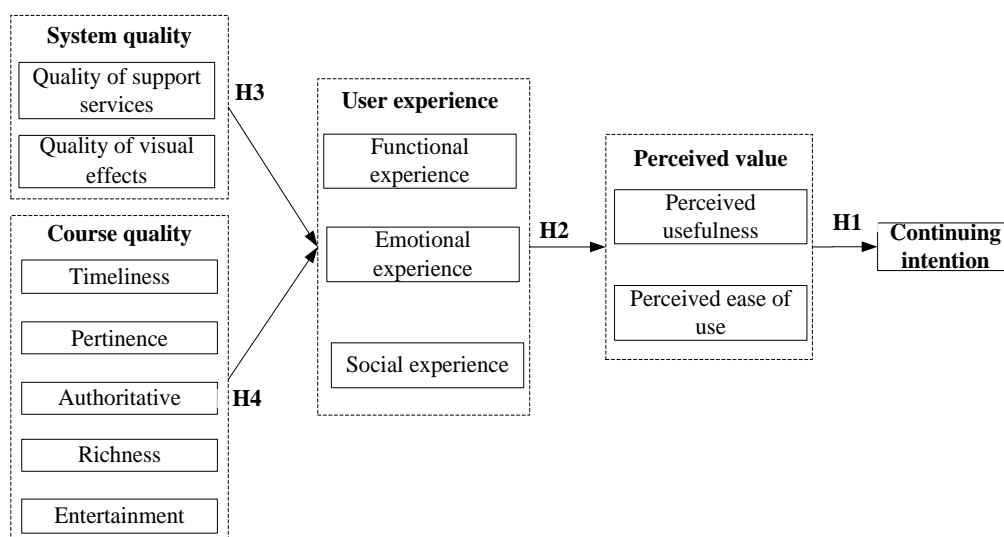 System quality
Quality of support
services
Quality of visual
effects
H3
Course quality
Timeliness
Pertinence
Authoritative
Richness
Entertainment
H4
User experience
Functional
experience
Emotional
experience
Social experience
H2
Perceived value
Perceived
usefulness
Perceived ease of
use
H1
Continuing
intention